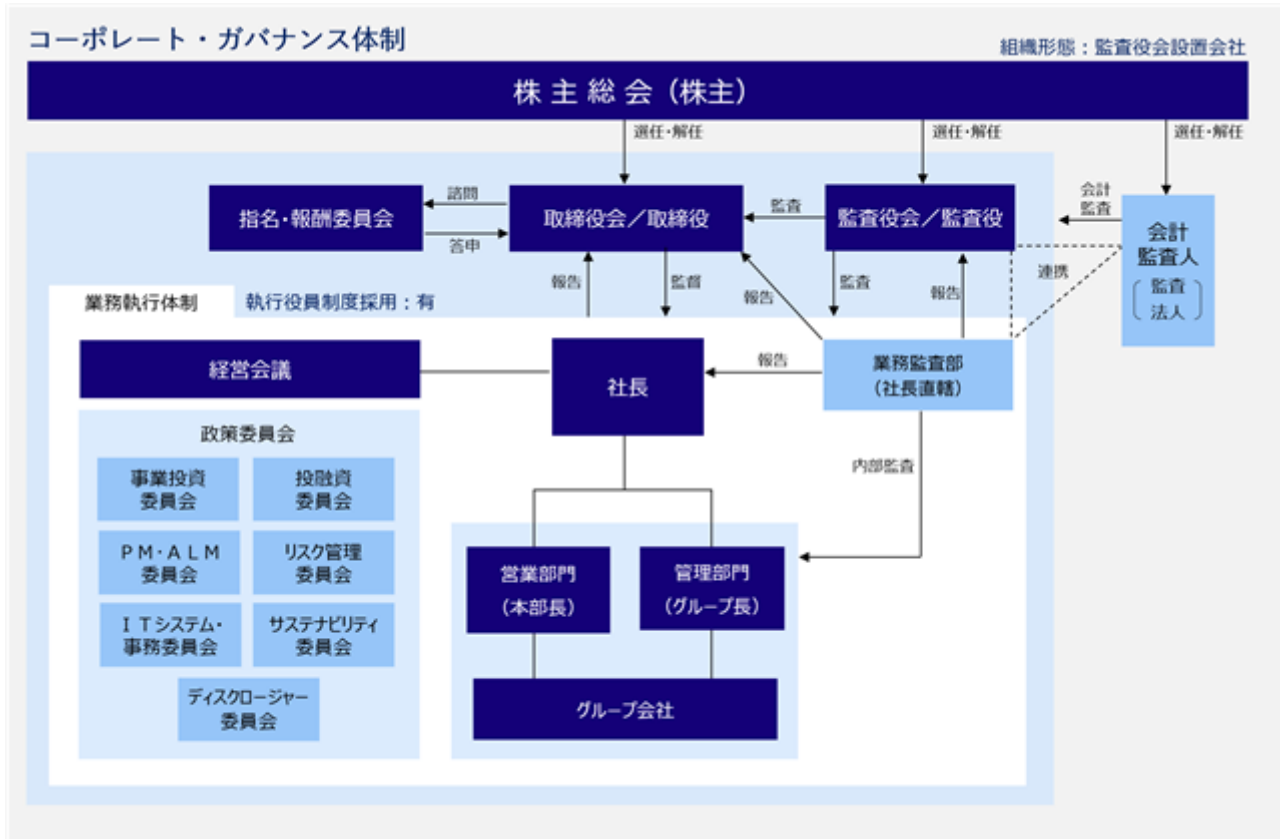 コーポレート・ガバナンス体制
組織形態：監査役会設置会社
株主総会（株主）
選任・解任
選任・解任
選任・解任
指名・報酬委員会
諮問
答申
取締役会／取締役
監査
監査役会／監査役
会計
監査
会計
監査人
監査
法人
連携
報告
監督
報告
監査
報告
業務執行体制
執行役員制度採用：有
経営会議
社長
報告
業務監査部
（社長直轄）
内部監査
政策委員会
事業投資
委員会
投融資
委員会
ＰＭ・ＡＬＭ
委員会
リスク管理
委員会
ＩＴシステム・
事務委員会
サステナビリティ
委員会
ディスクロージャー
委員会
営業部門
（本部長）
管理部門
（グループ長）
グループ会社